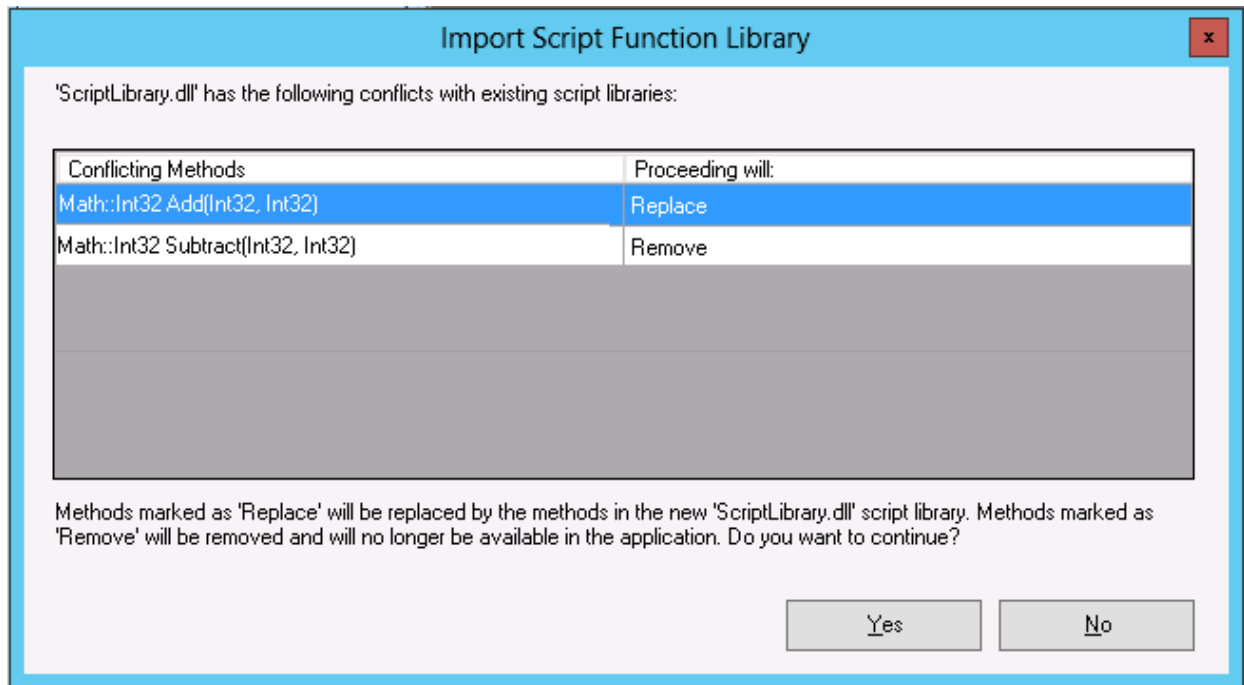 Import Script Function Library
x
'ScriptLibrary.dll' has the following conflicts with existing script libraries:
Conflicting Methods Proceeding will:
Math::Int32 Add(Int32, Int32) Replace
Math::Int32 Subtract(Int32, Int32) Remove
Methods marked as 'Replace' will be replaced by the methods in the new 'ScriptLibrary.dll' script library. Methods marked as
'Remove' will be removed and will no longer be available in the application. Do you want to continue?
Yes No